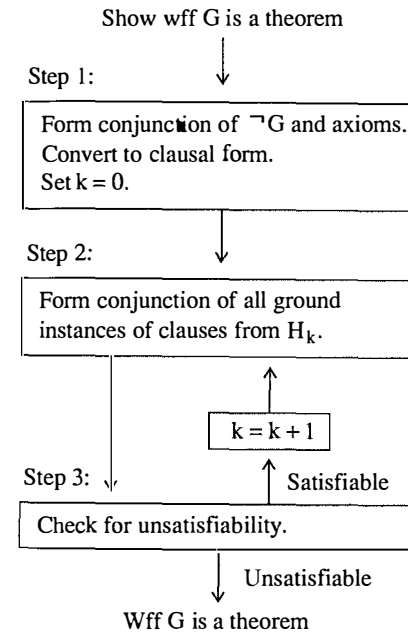 Show wff G is a theorem
Step 1:
Form conjunction of ¬G and axioms.
Convert to clausal form.
Set k = 0.
Step 2:
Form conjunction of all ground
instances of clauses from Hk.
k = k + 1
Step 3:
Satisfiable
Check for unsatisfiability.
Unsatisfiable
Wff G is a theorem